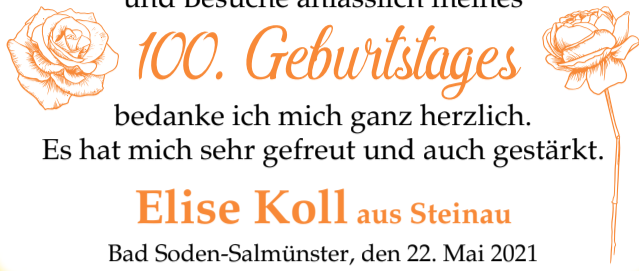 und Besuche anlässlich meines
100. Geburtstages
bedanke ich mich ganz herzlich.
Es hat mich sehr gefreut und auch gestärkt.
Elise Koll aus Steinau
Bad Soden-Salmünster, den 22. Mai 2021